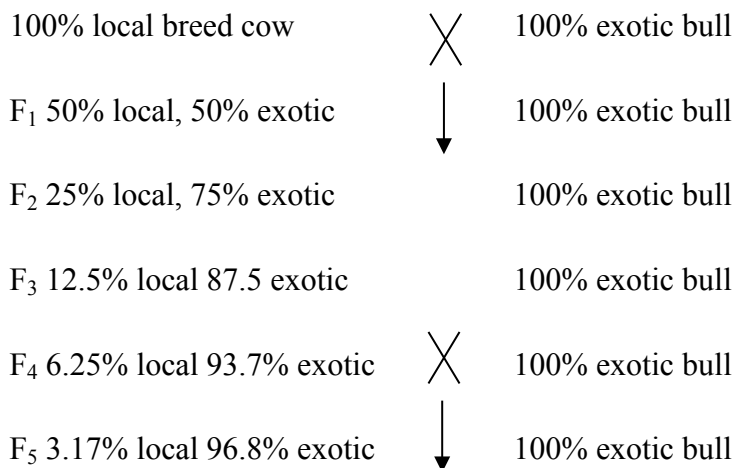 100% local breed cow 100% exotic bull
F₁ 50% local, 50% exotic 100% exotic bull
F₂ 25% local, 75% exotic 100% exotic bull
F₃ 12.5% local 87.5 exotic 100% exotic bull
F₄ 6.25% local 93.7% exotic 100% exotic bull
F₅ 3.17% local 96.8% exotic 100% exotic bull